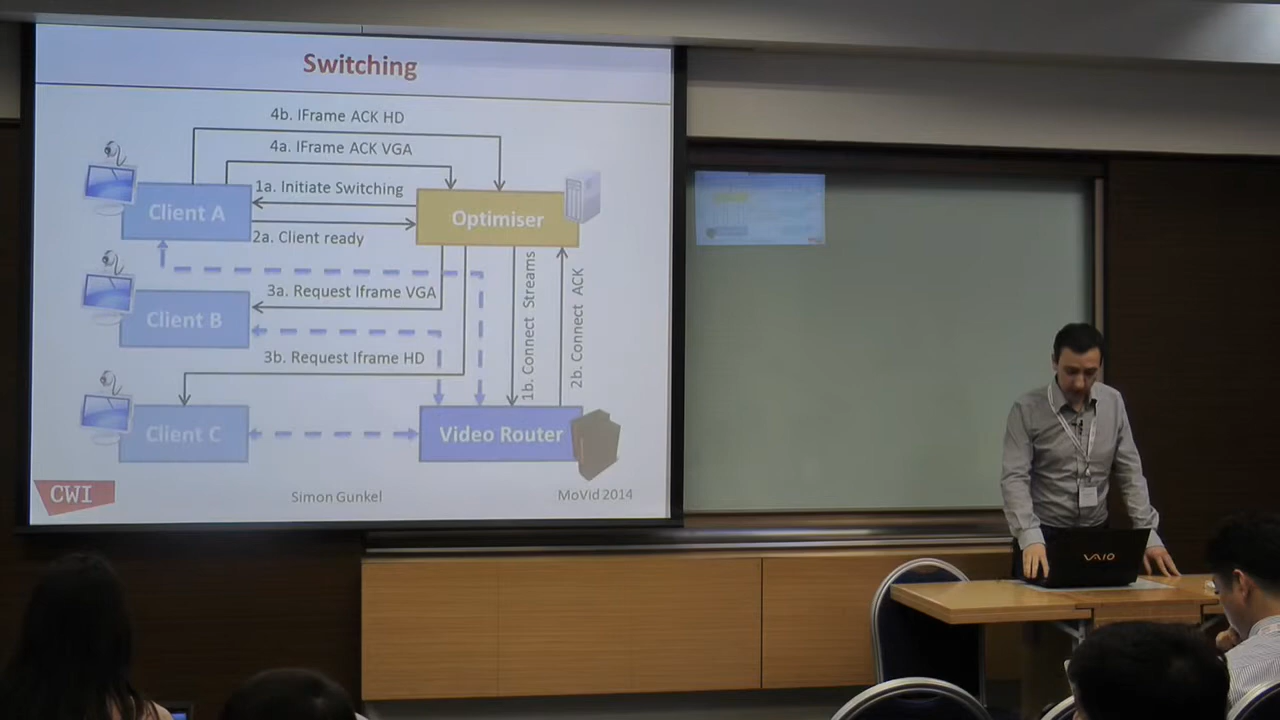 Switching
4b. IFrame ACK HD
4a. IFrame ACK VGA
1a. Initiate Switching
Client A
Optimiser
2a. Client ready
3a. Request Iframe VGA
Client B
1b. Connect Streams
2b. Connect ACK
3b. Request Iframe HD
Client C
Video Router
CWI
Simon Gunkel
MoVid 2014
VAIO